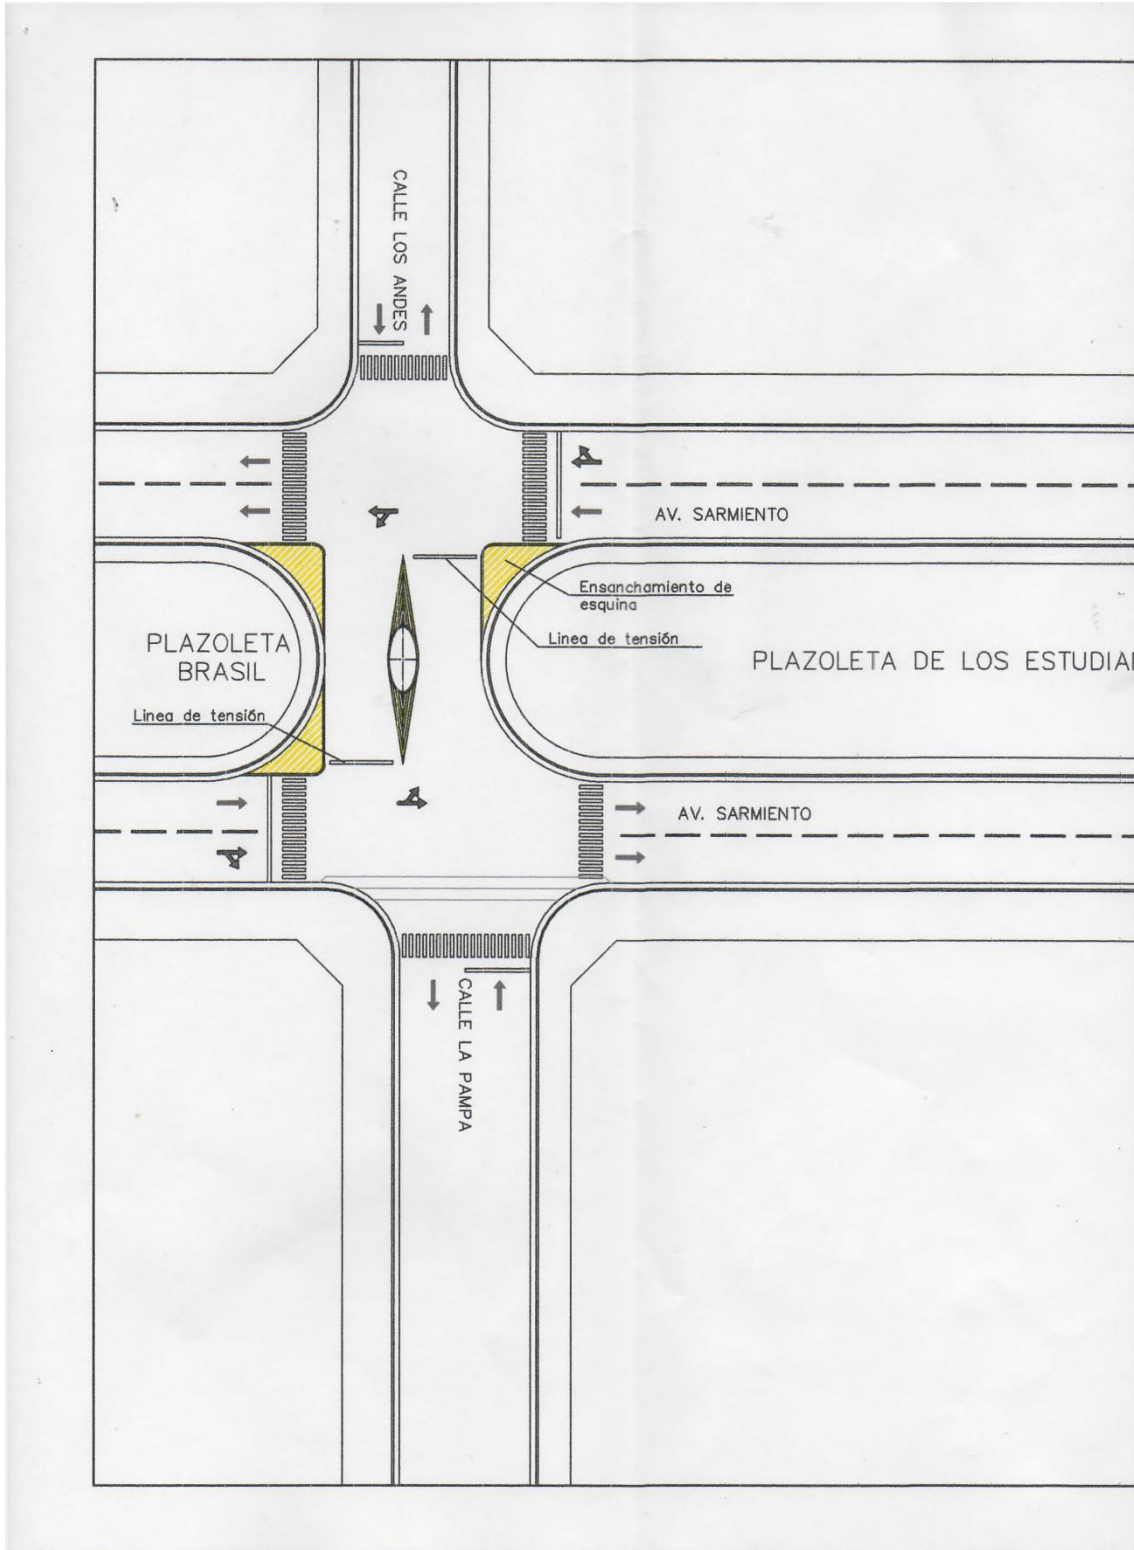 CALLE LOS ANDES
AV. SARMIENTO
Ensanchamiento de
esquina
Linea de tensión
PLAZOLETA
BRASIL
PLAZOLETA DE LOS ESTUDIA
Linea de tensión
AV. SARMIENTO
CALLE LA PAMPA